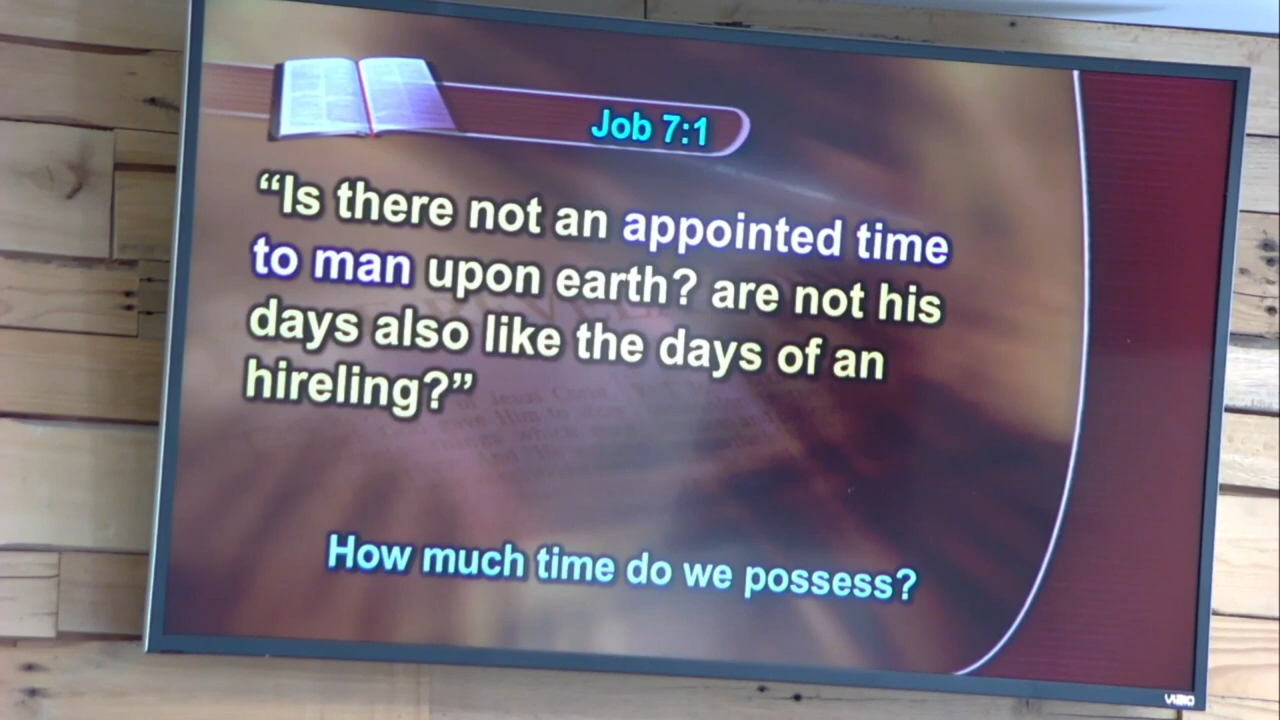 Job 7:1
“Is there not an appointed time
to man upon earth? are not his
days also like the days of an
hireling?”
How much time do we possess?
VIZIO